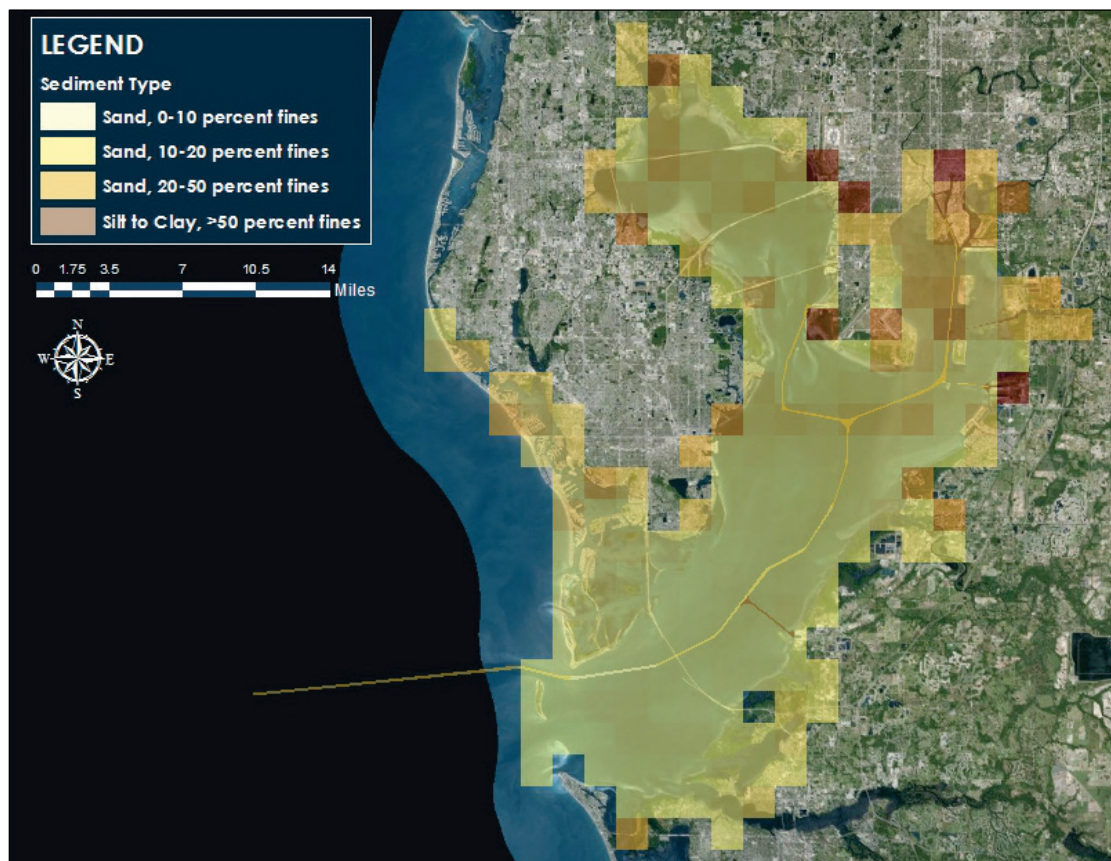 LEGEND
Sediment Type
Sand, 0-10 percent fines
Sand, 10-20 percent fines
Sand, 20-50 percent fines
Silt to Clay, >50 percent fines
0 1.75 3.5 7 10.5 14
Miles
N
W E
S